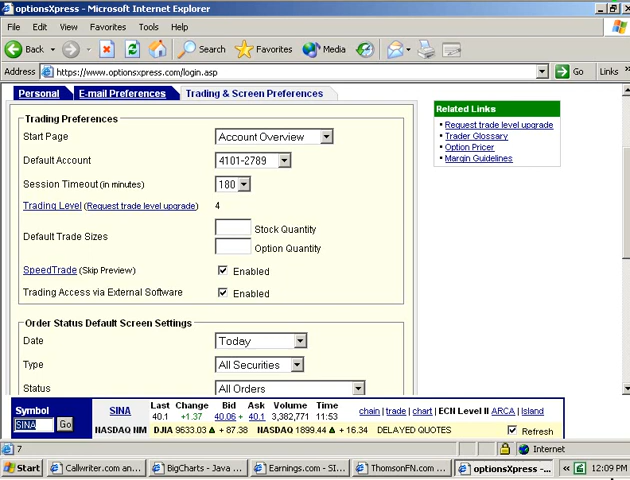 optionsXpress - Microsoft Internet Explorer
File Edit View Favorites Tools Help
Back Search Favorites Media
Address https://www.optionsxpress.com/login.asp Go Links »
Personal E-mail Preferences Trading & Screen Preferences
Related Links
• Request trade level upgrade
• Trader Glossary
• Option Pricer
• Margin Guidelines
Trading Preferences
Start Page Account Overview
Default Account 4101-2789
Session Timeout (in minutes) 180
Trading Level (Request trade level upgrade) 4
Default Trade Sizes
Stock Quantity
Option Quantity
SpeedTrade (Skip Preview) Enabled
Trading Access via External Software Enabled
Order Status Default Screen Settings
Date Today
Type All Securities
Status All Orders
Symbol
SINA Go
SINA Last Change Bid Ask Volume Time
40.1 +1.37 40.06 + 40.1 3,382,771 11:53
chain | trade | chart | ECN Level II ARCA | Island
NASDAQ NM DJIA 9633.03 + 87.38 NASDAQ 1899.44 + 16.34 DELAYED QUOTES Refresh
7 Internet
Start Callwriter.com an... BigCharts - Java ... Earnings.com - SI... ThomsonFN.com ... optionsXpress -... « 12:09 PM